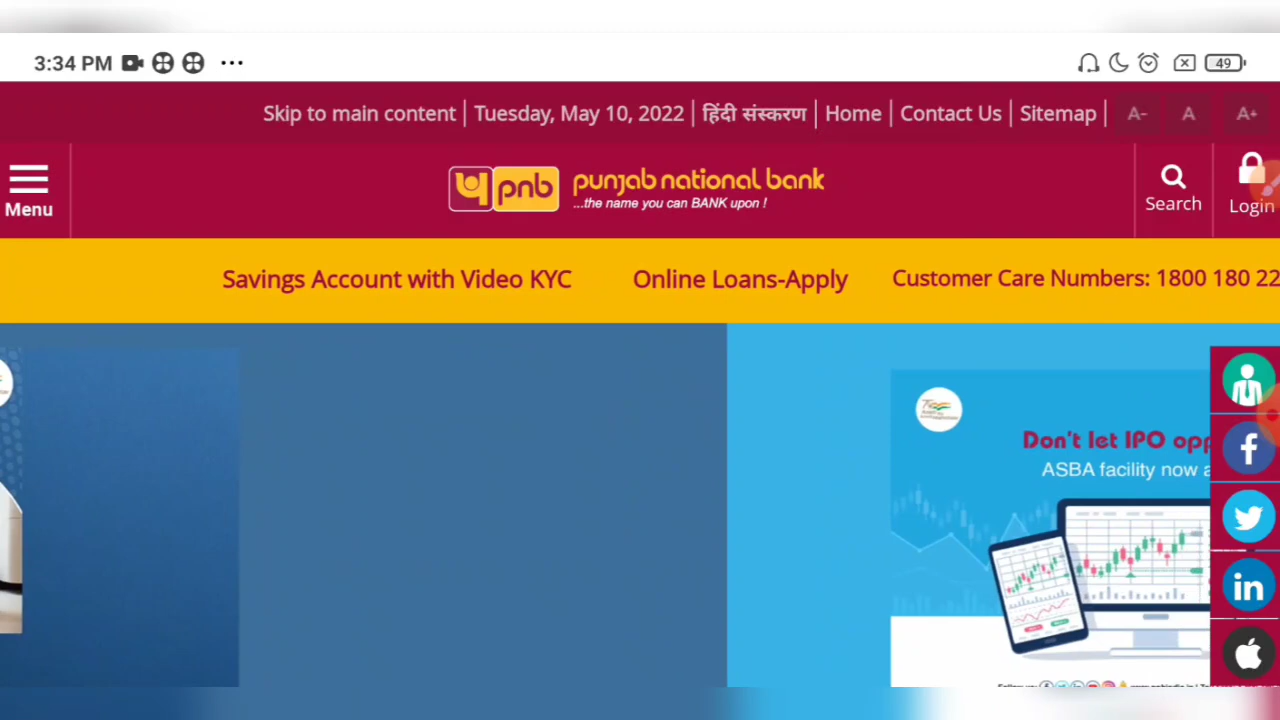 3:34 PM
49
Skip to main content | Tuesday, May 10, 2022 | हिंदी संस्करण | Home | Contact Us | Sitemap | A- A A+
Menu
प pnb punjab national bank
...the name you can BANK upon !
Search
Login
Savings Account with Video KYC Online Loans-Apply Customer Care Numbers: 1800 180 22
Don't let IPO opp
ASBA facility now a